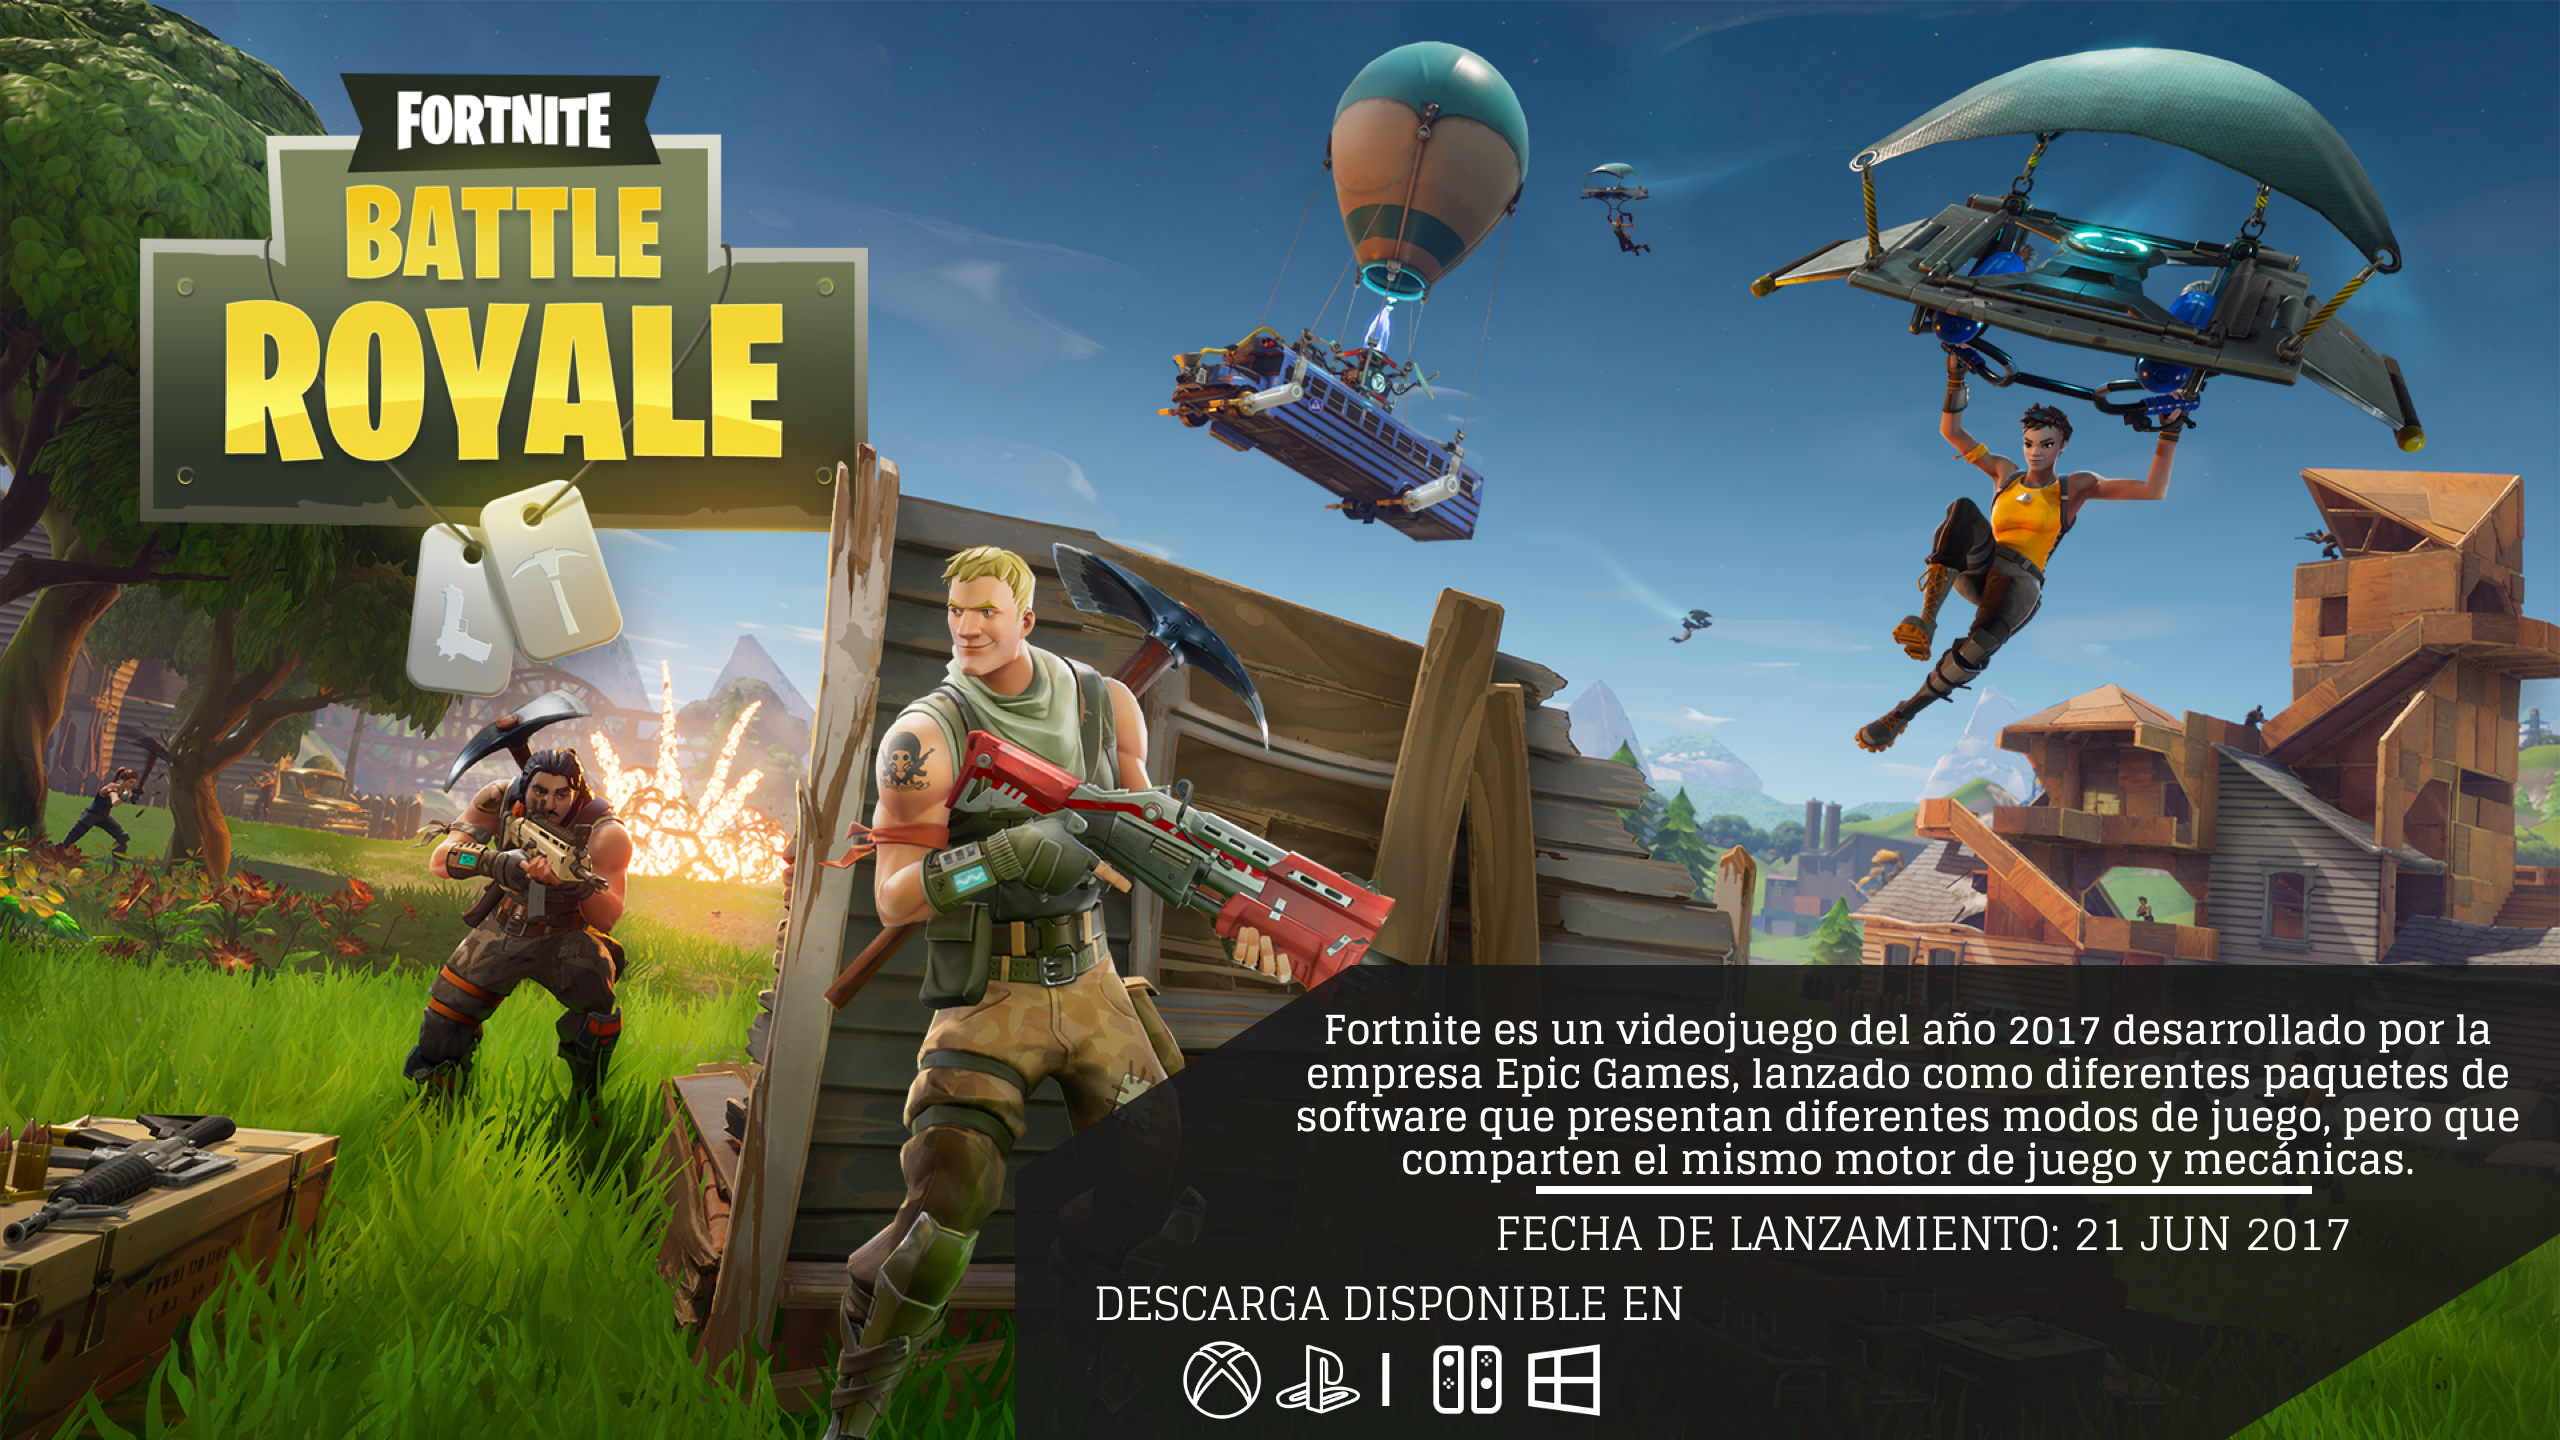 FORTNITE
BATTLE
ROYALE
Fortnite es un videojuego del año 2017 desarrollado por la
empresa Epic Games, lanzado como diferentes paquetes de
software que presentan diferentes modos de juego, pero que
comparten el mismo motor de juego y mecánicas.
FECHA DE LANZAMIENTO: 21 JUN 2017
DESCARGA DISPONIBLE EN